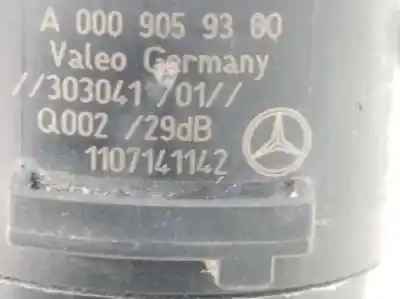 A 000 905 93 00
Valeo Germany
//303041 /01//
Q002 /29dB
1107141142